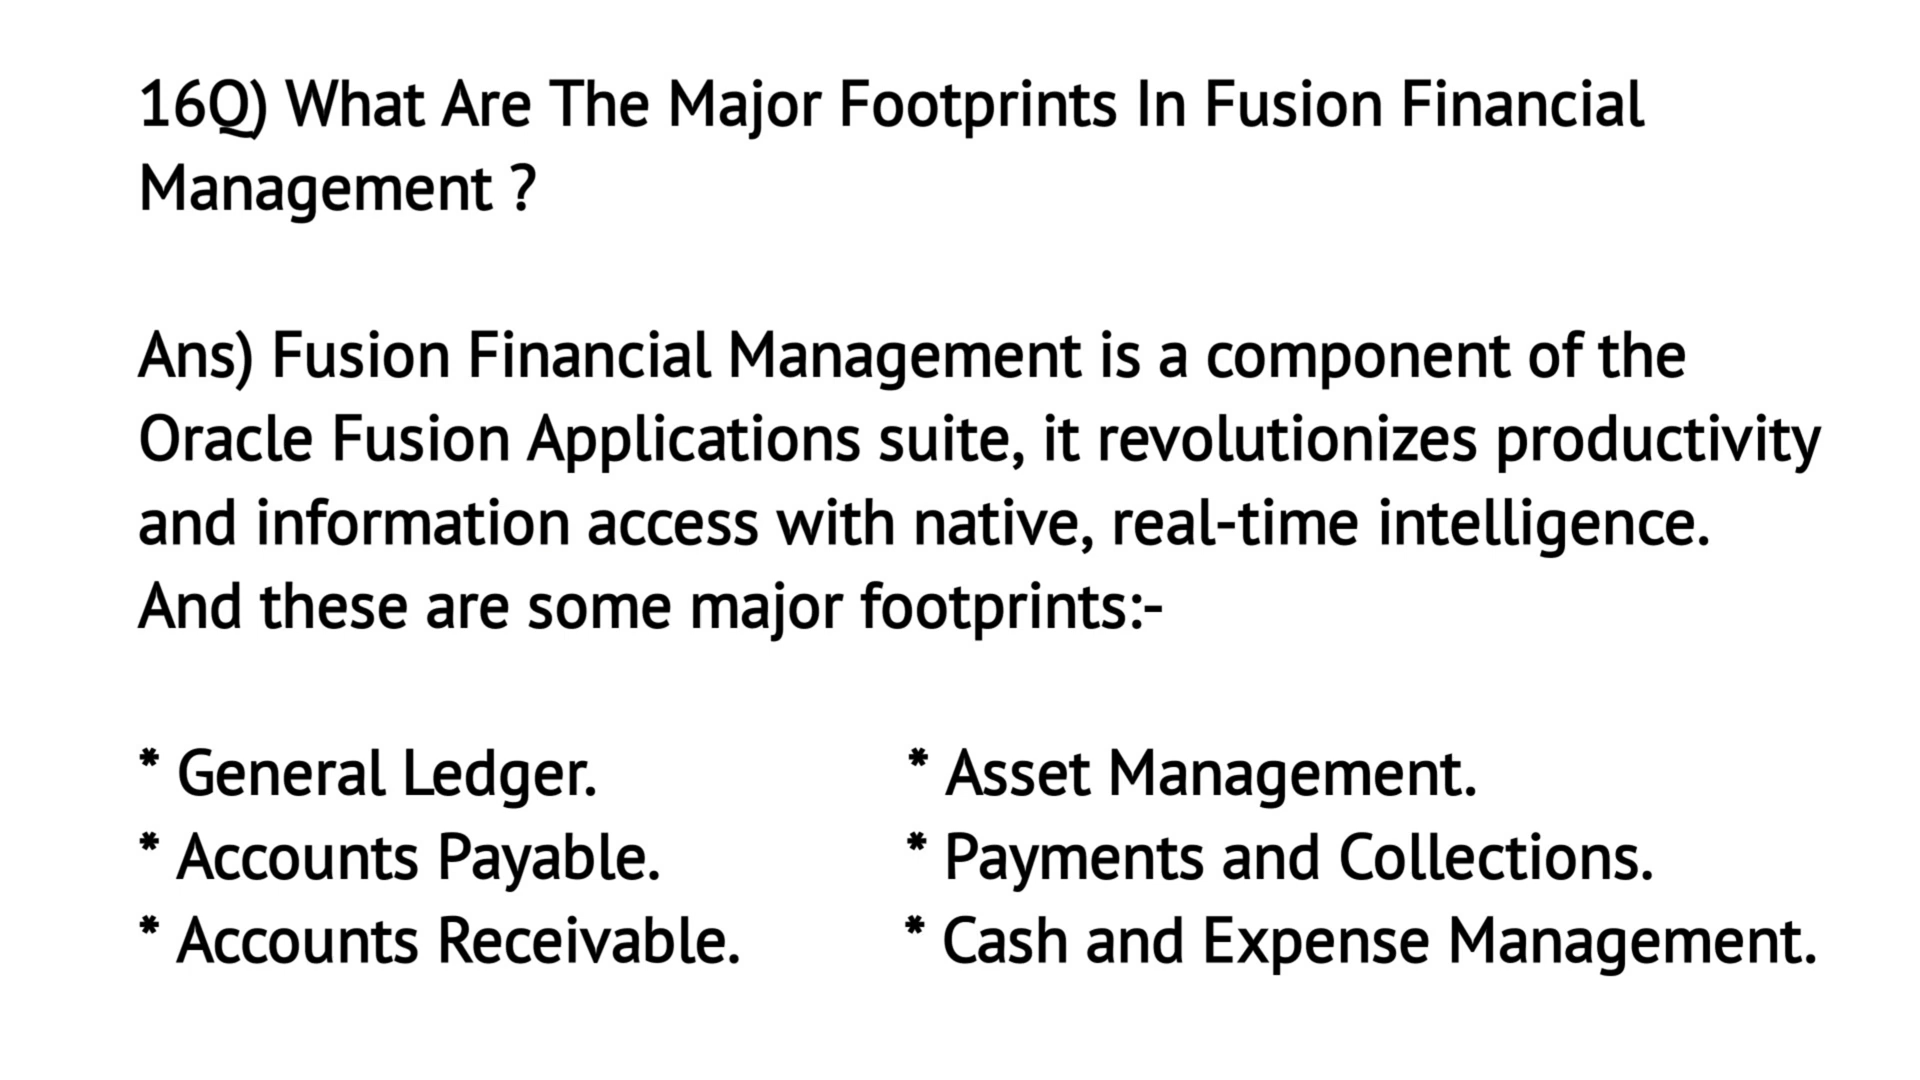 16Q) What Are The Major Footprints In Fusion Financial
Management ?
Ans) Fusion Financial Management is a component of the
Oracle Fusion Applications suite, it revolutionizes productivity
and information access with native, real-time intelligence.
And these are some major footprints:-
* General Ledger.
* Accounts Payable.
* Accounts Receivable.
* Asset Management.
* Payments and Collections.
* Cash and Expense Management.